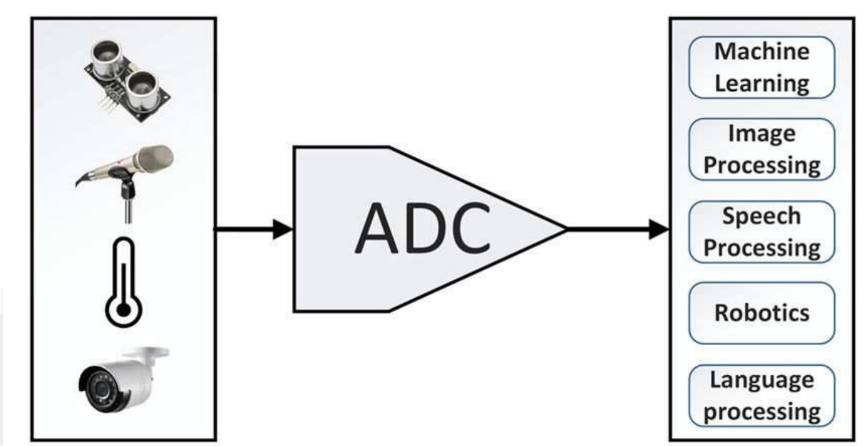 ADC
Machine
Learning
Image
Processing
Speech
Processing
Robotics
Language
processing